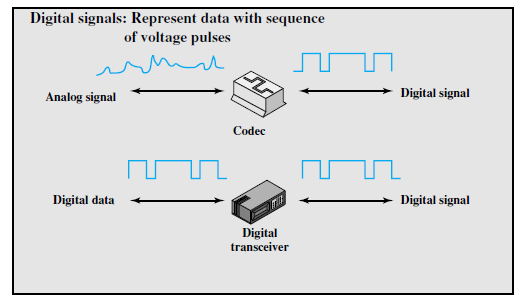 Digital signals: Represent data with sequence
of voltage pulses
Analog signal
Digital signal
Codec
Digital data
Digital signal
Digital
transceiver